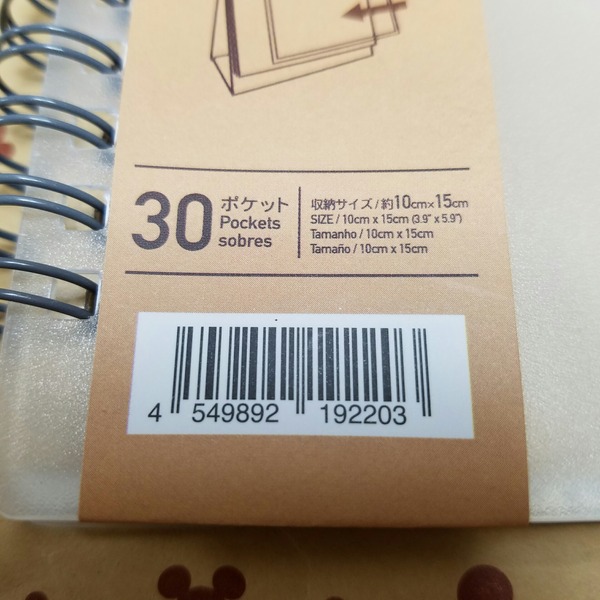 30 ポケット
Pockets
sobres
収納サイズ / 約10cm×15cm
SIZE / 10cm x 15cm (3.9" x 5.9")
Tamanho / 10cm x 15cm
Tamaño / 10cm x 15cm
4 549892 192203